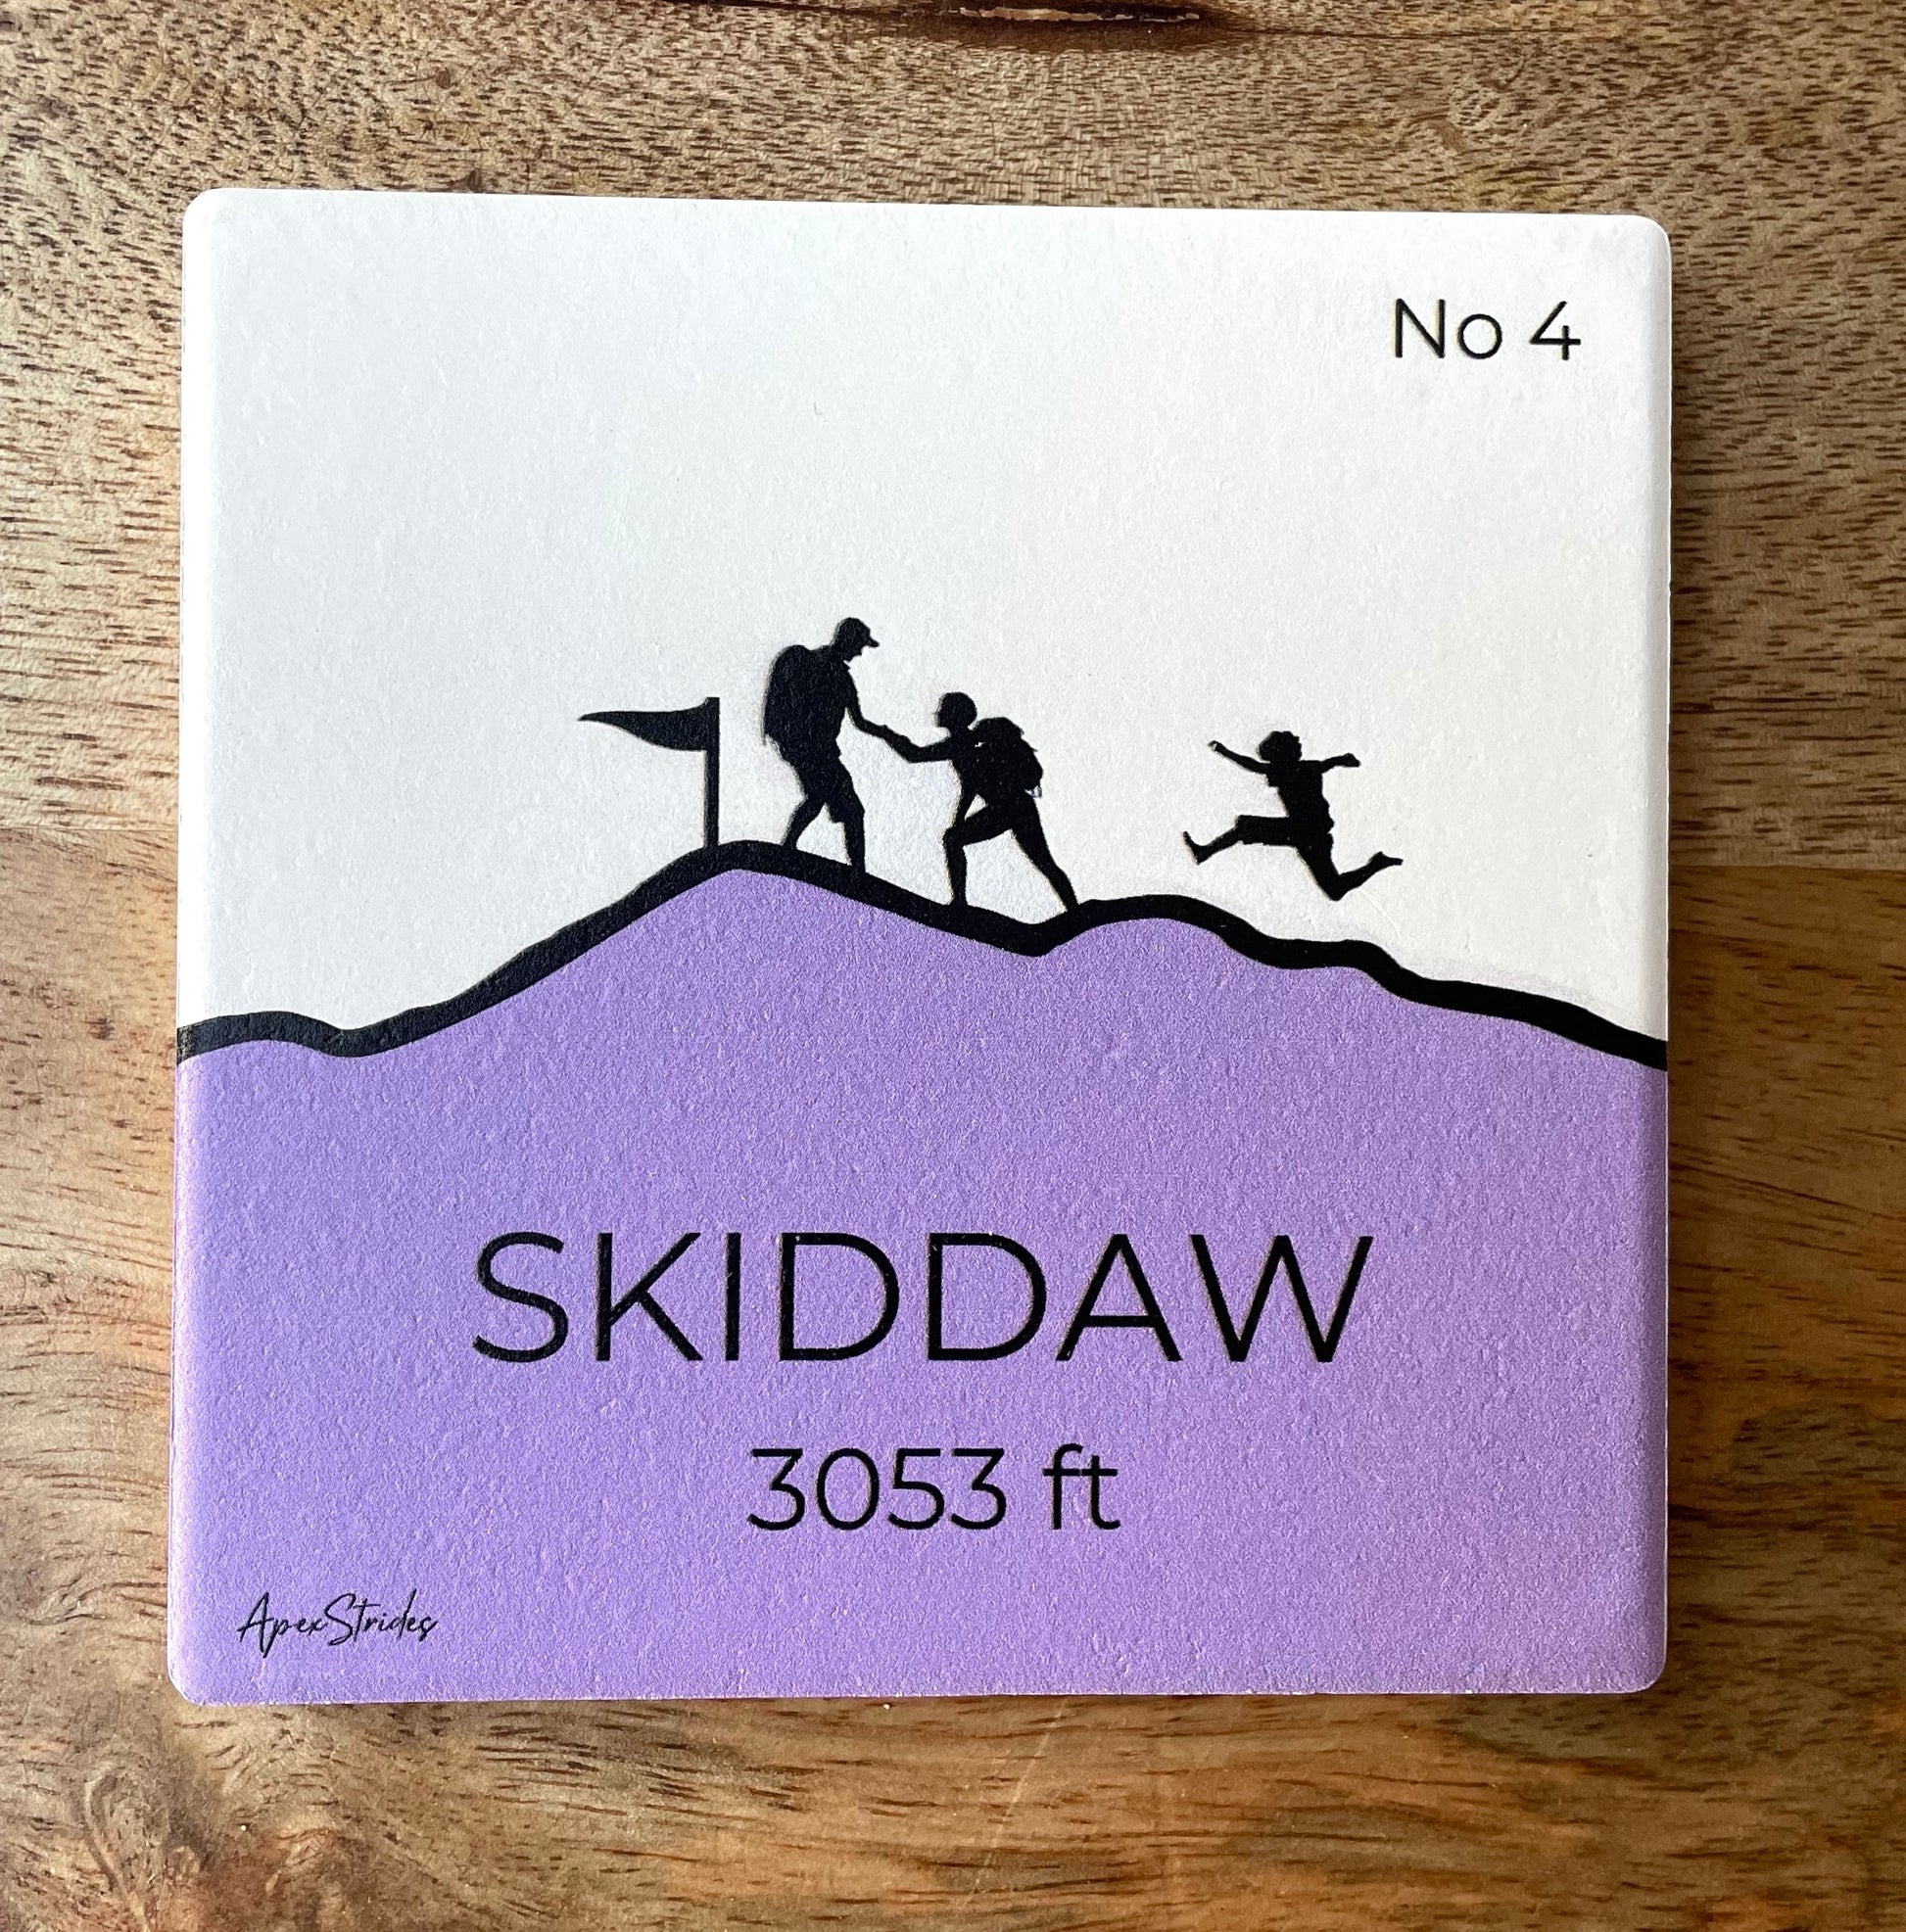 No 4
SKIDDAW
3053 ft
ApexStrides